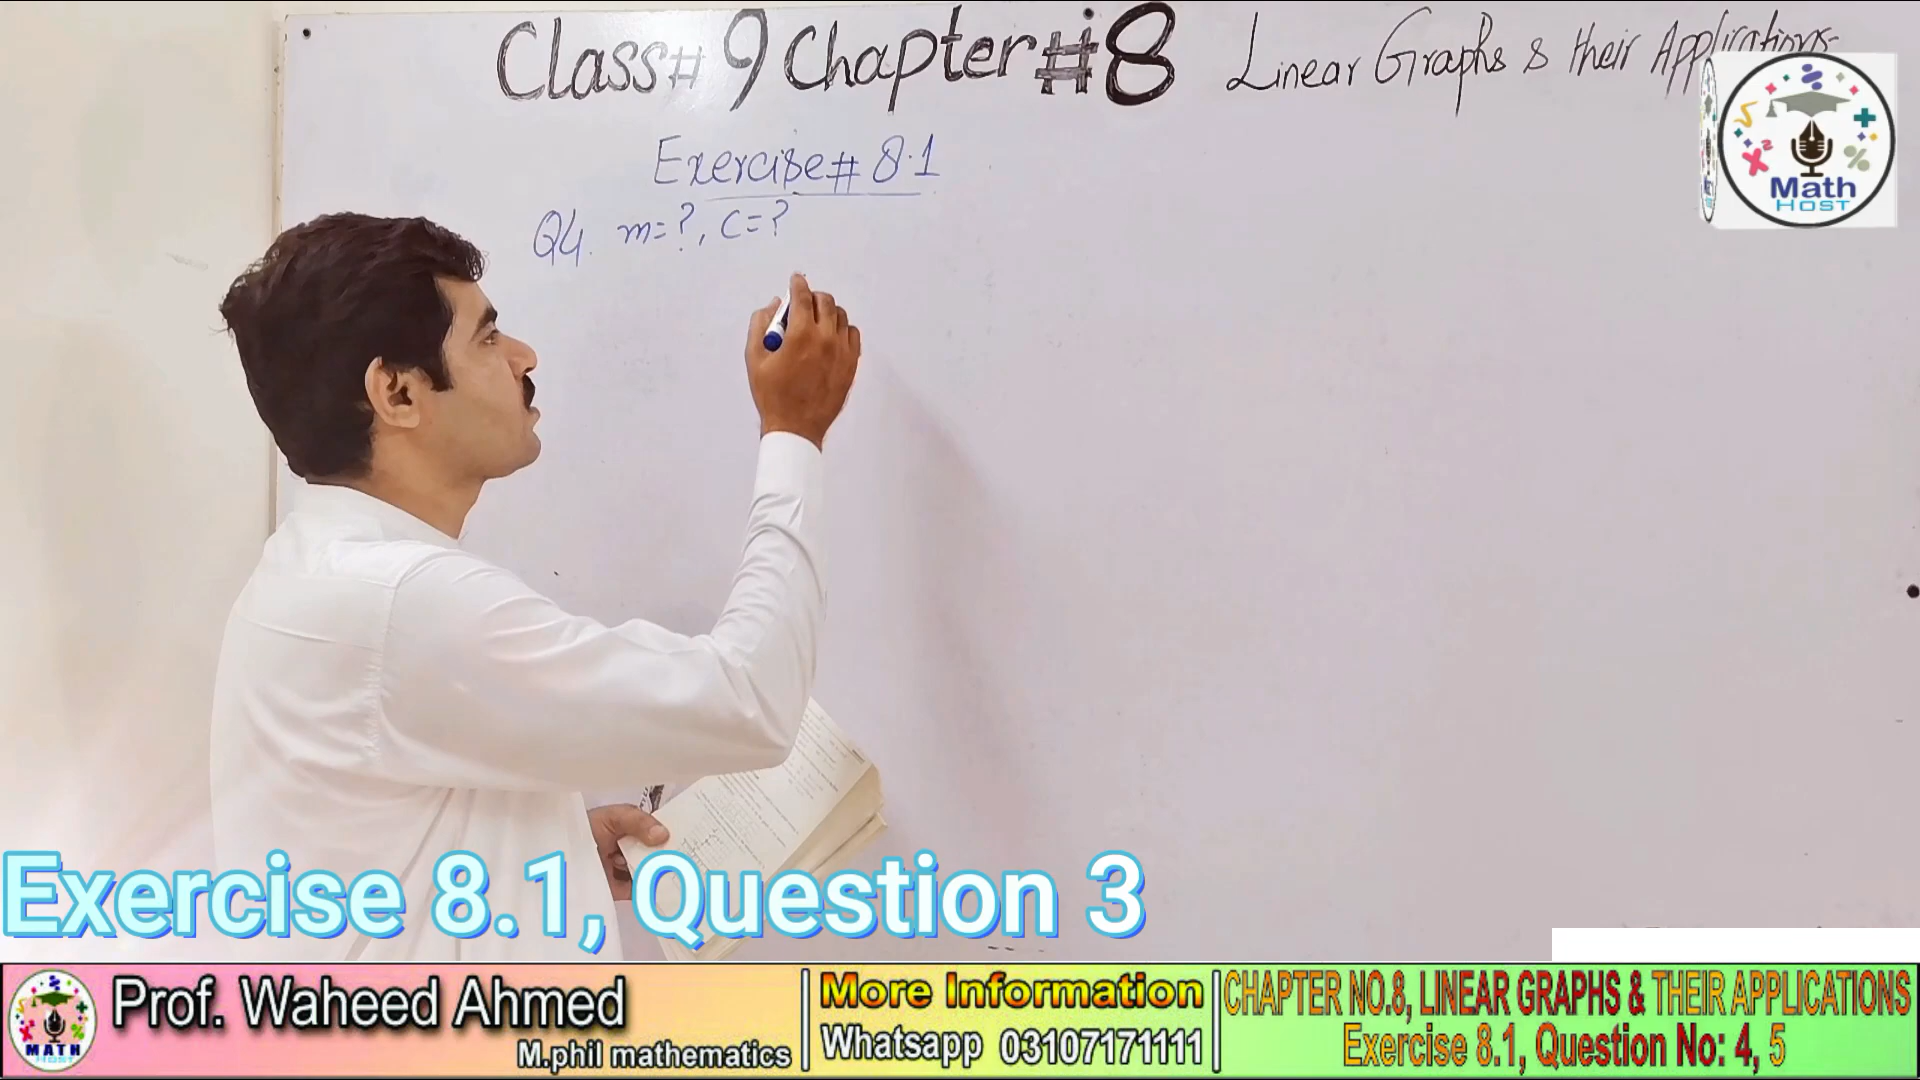 Class# 9 Chapter #8 Linear Graphs & their Applications
Math
HOST
Exercise# 8.1
Q4. m=?, c=?
Exercise 8.1, Question 3
Prof. Waheed Ahmed
M.phil mathematics
MATH
HOST
More Information
Whatsapp 03107171111
CHAPTER NO.8, LINEAR GRAPHS & THEIR APPLICATIONS
Exercise 8.1, Question No: 4, 5